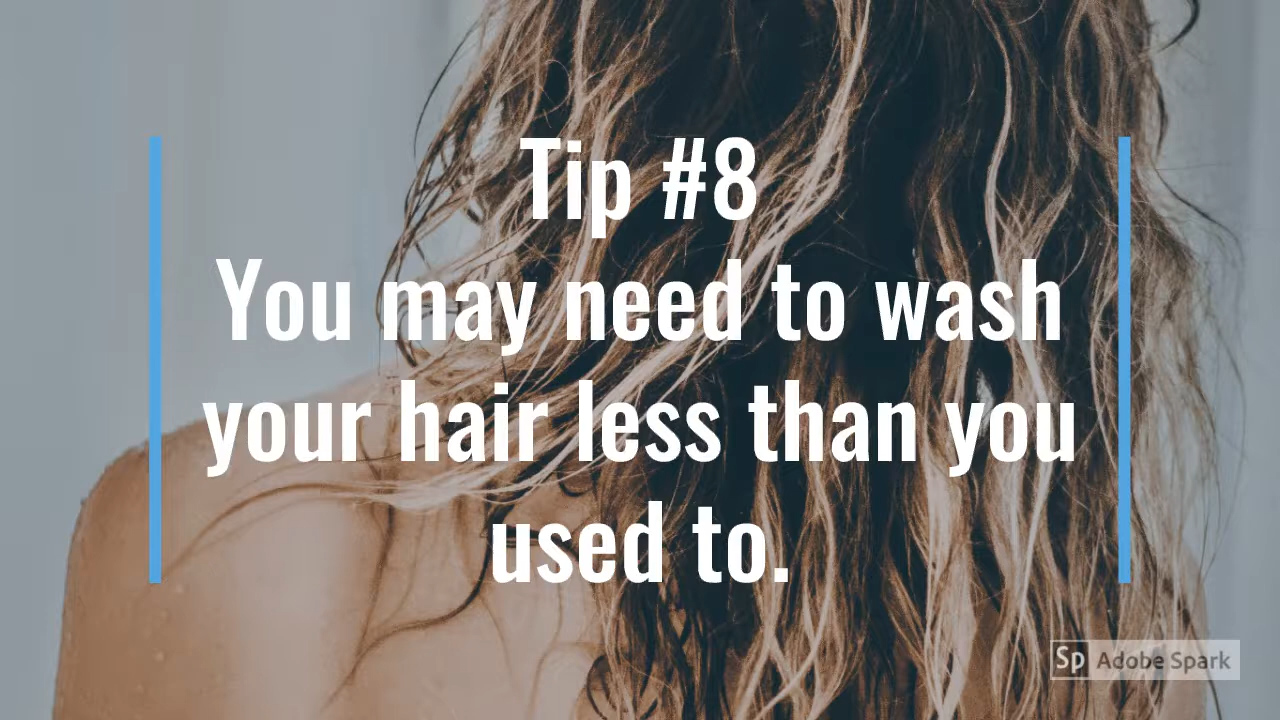 Tip #8
You may need to wash
your hair less than you
used to.
Sp Adobe Spark